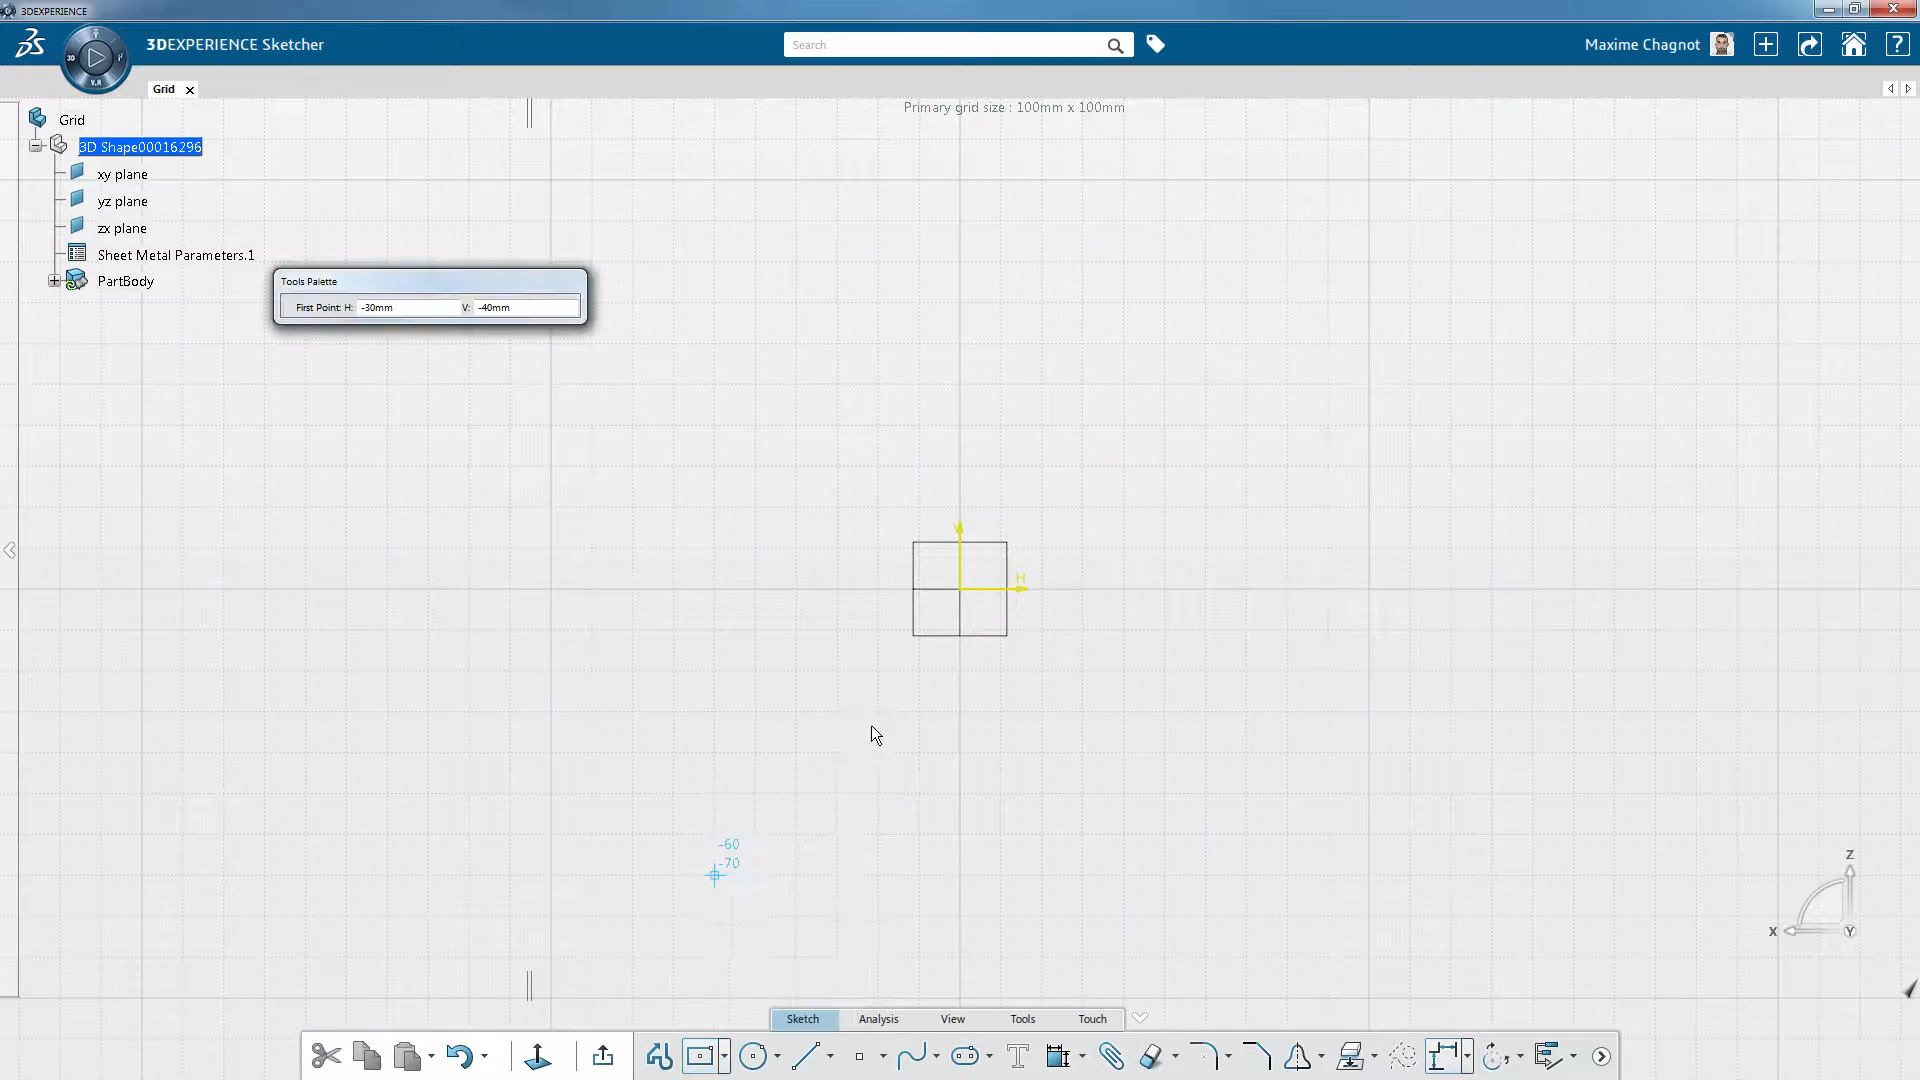 3DEXPERIENCE
3DEXPERIENCE Sketcher
Search
Maxime Chagnot
3D
V.R
Grid
Primary grid size : 100mm x 100mm
Grid
3D Shape00016296
xy plane
yz plane
zx plane
Sheet Metal Parameters.1
PartBody
Tools Palette
First Point: H: -30mm V: -40mm
V
H
-60
-70
Z
X
Y
Sketch Analysis View Tools Touch